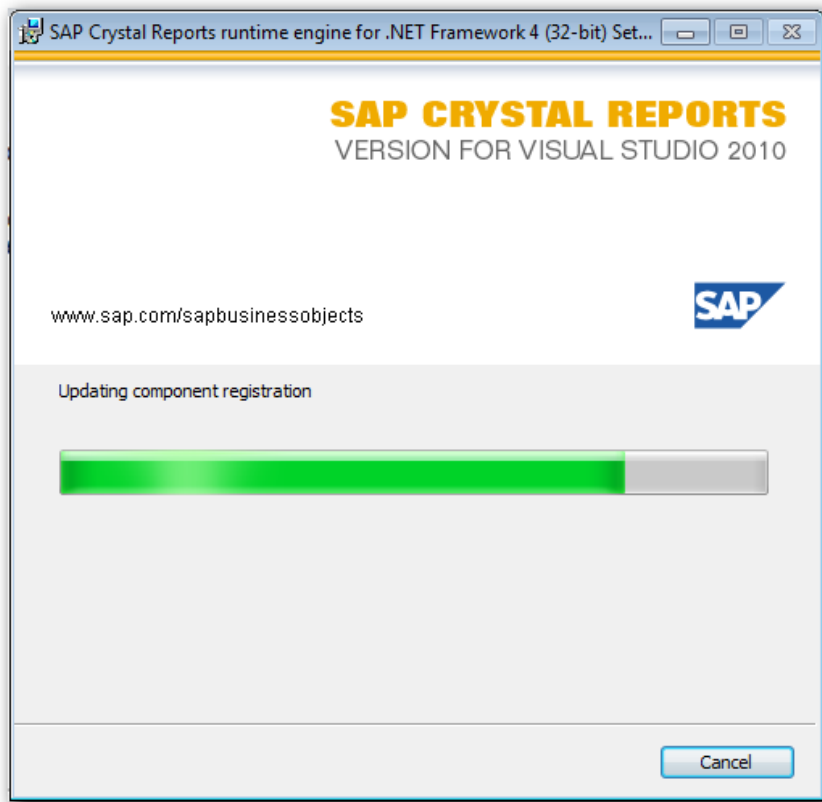 SAP Crystal Reports runtime engine for .NET Framework 4 (32-bit) Set...
SAP CRYSTAL REPORTS
VERSION FOR VISUAL STUDIO 2010
www.sap.com/sapbusinessobjects
SAP
Updating component registration
Cancel